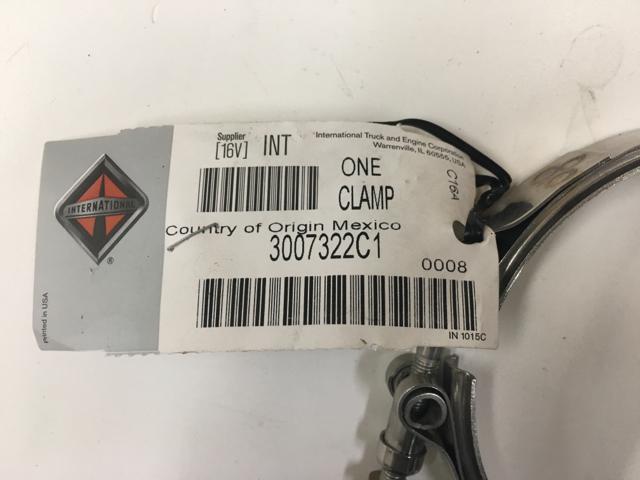 Supplier
[16V] INT
International Truck and Engine Corporation
Warrenville, IL 60555, USA
ONE
CLAMP
C16A
INTERNATIONAL
®
Country of Origin Mexico
3007322C1
0008
IN 1015C
printed in USA